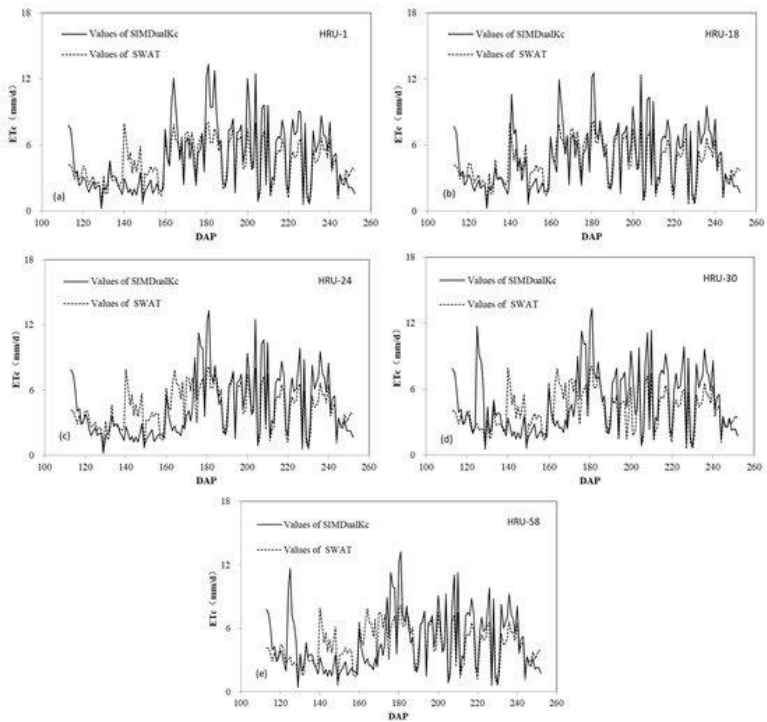 18
Values of SIMDualKc
HRU-1
Values of SWAT
12
ETc（mm/d）
6
(a)
0
100 120 140 160 180 200 220 240 260
DAP
18
Values of SIMDualKc
HRU-18
Values of SWAT
12
ETc（mm/d）
6
(b)
0
100 120 140 160 180 200 220 240 260
DAP
18
Values of SIMDualKc
HRU-24
Values of SWAT
12
ETc（mm/d）
6
(c)
0
100 120 140 160 180 200 220 240 260
DAP
18
Values of SIMDualKc
HRU-30
Values of SWAT
12
ETc（mm/d）
6
(d)
0
100 120 140 160 180 200 220 240 260
DAP
18
Values of SIMDualKc
HRU-58
Values of SWAT
12
ETc（mm/d）
6
(e)
0
100 120 140 160 180 200 220 240 260
DAP